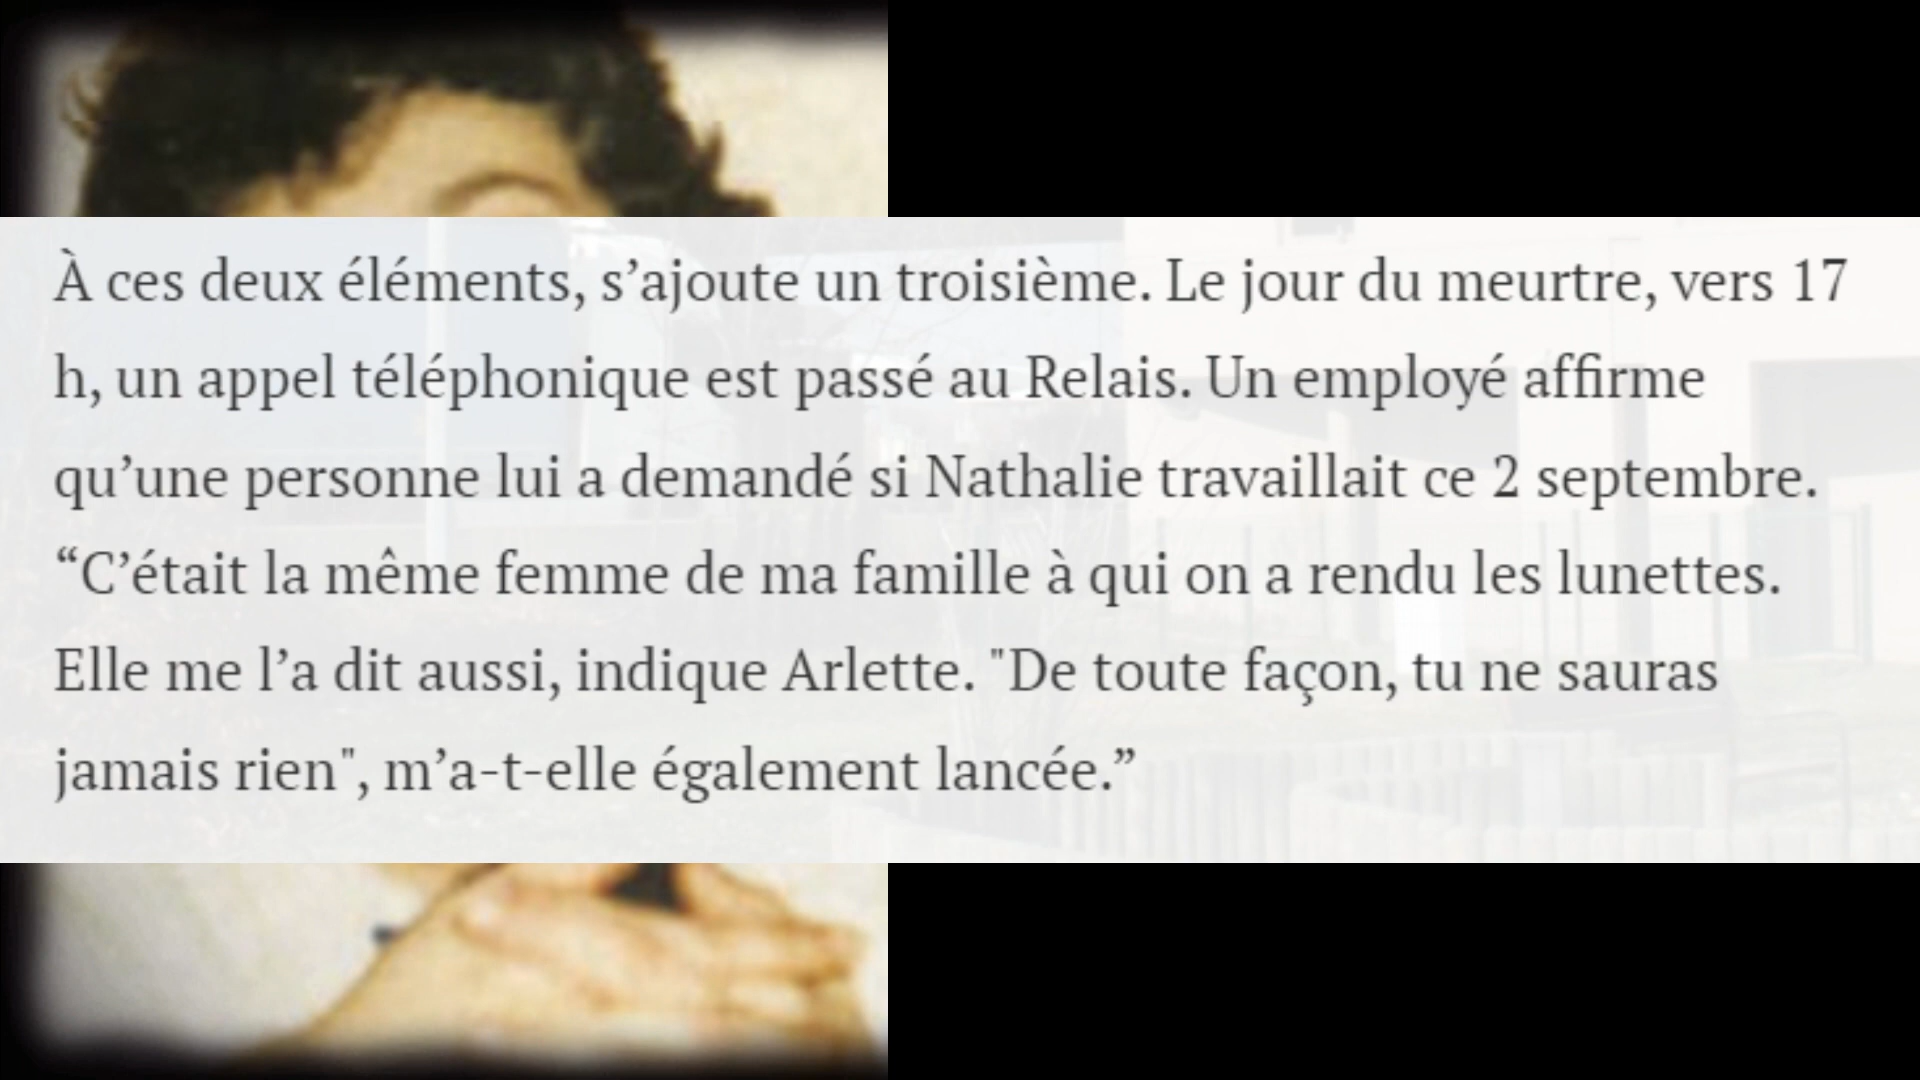 À ces deux éléments, s’ajoute un troisième. Le jour du meurtre, vers 17
h, un appel téléphonique est passé au Relais. Un employé affirme
qu’une personne lui a demandé si Nathalie travaillait ce 2 septembre.
“C’était la même femme de ma famille à qui on a rendu les lunettes.
Elle me l’a dit aussi, indique Arlette. "De toute façon, tu ne sauras
jamais rien", m’a-t-elle également lancée.”